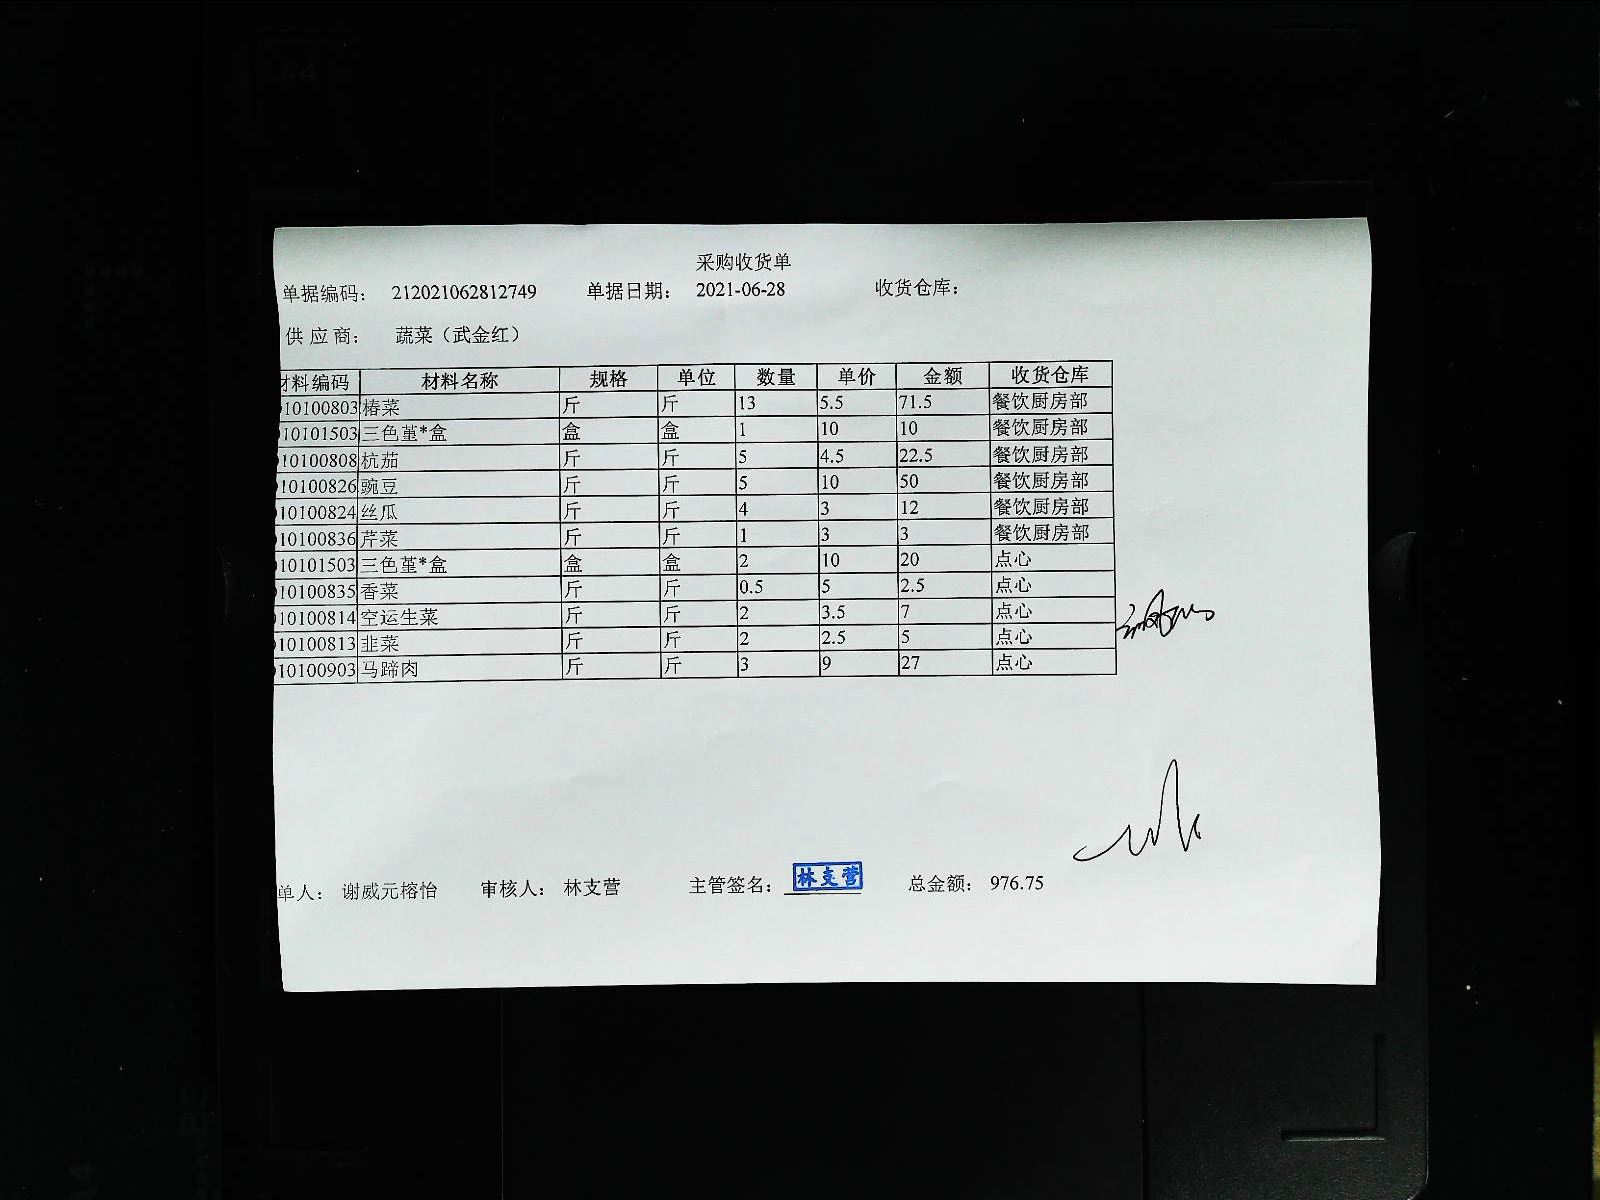 采购收货单
单据编码： 212021062812749 单据日期： 2021-06-28 收货仓库：
供 应 商： 蔬菜（武金红）
材料编码 材料名称 规格 单位 数量 单价 金额 收货仓库
10100803 椿菜 斤 斤 13 5.5 71.5 餐饮厨房部
10101503 三色堇*盒 盒 盒 1 10 10 餐饮厨房部
10100808 杭茄 斤 斤 5 4.5 22.5 餐饮厨房部
10100826 豌豆 斤 斤 5 10 50 餐饮厨房部
10100824 丝瓜 斤 斤 4 3 12 餐饮厨房部
10100836 芹菜 斤 斤 1 3 3 餐饮厨房部
10101503 三色堇*盒 盒 盒 2 10 20 点心
10100835 香菜 斤 斤 0.5 5 2.5 点心
10100814 空运生菜 斤 斤 2 3.5 7 点心
10100813 韭菜 斤 斤 2 2.5 5 点心
10100903 马蹄肉 斤 斤 3 9 27 点心
单人： 谢威元榕怡 审核人： 林支营 主管签名： 林支营 总金额： 976.75